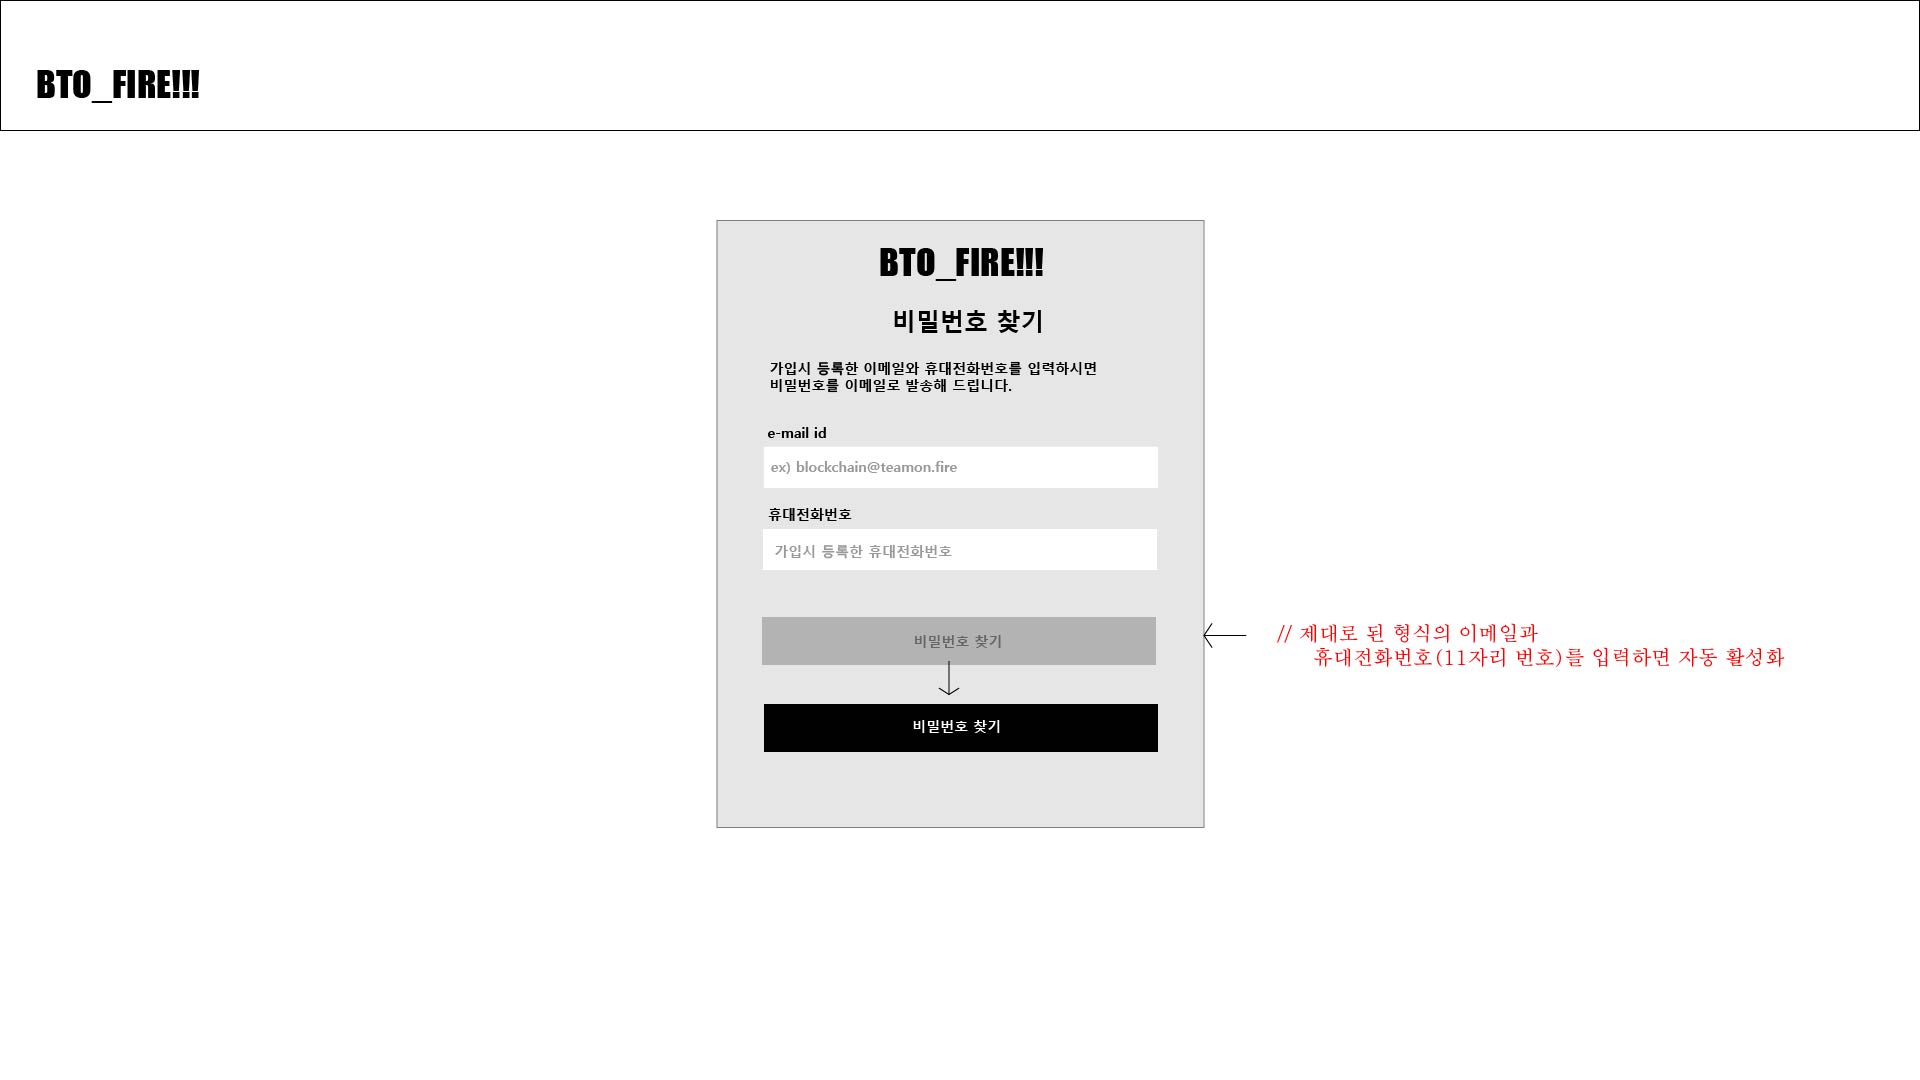 BTO_FIRE!!!
BTO_FIRE!!!
비밀번호 찾기
가입시 등록한 이메일와 휴대전화번호를 입력하시면
비밀번호를 이메일로 발송해 드립니다.
e-mail id
ex) blockchain@teamon.fire
휴대전화번호
가입시 등록한 휴대전화번호
비밀번호 찾기
// 제대로 된 형식의 이메일과
휴대전화번호(11자리 번호)를 입력하면 자동 활성화
비밀번호 찾기